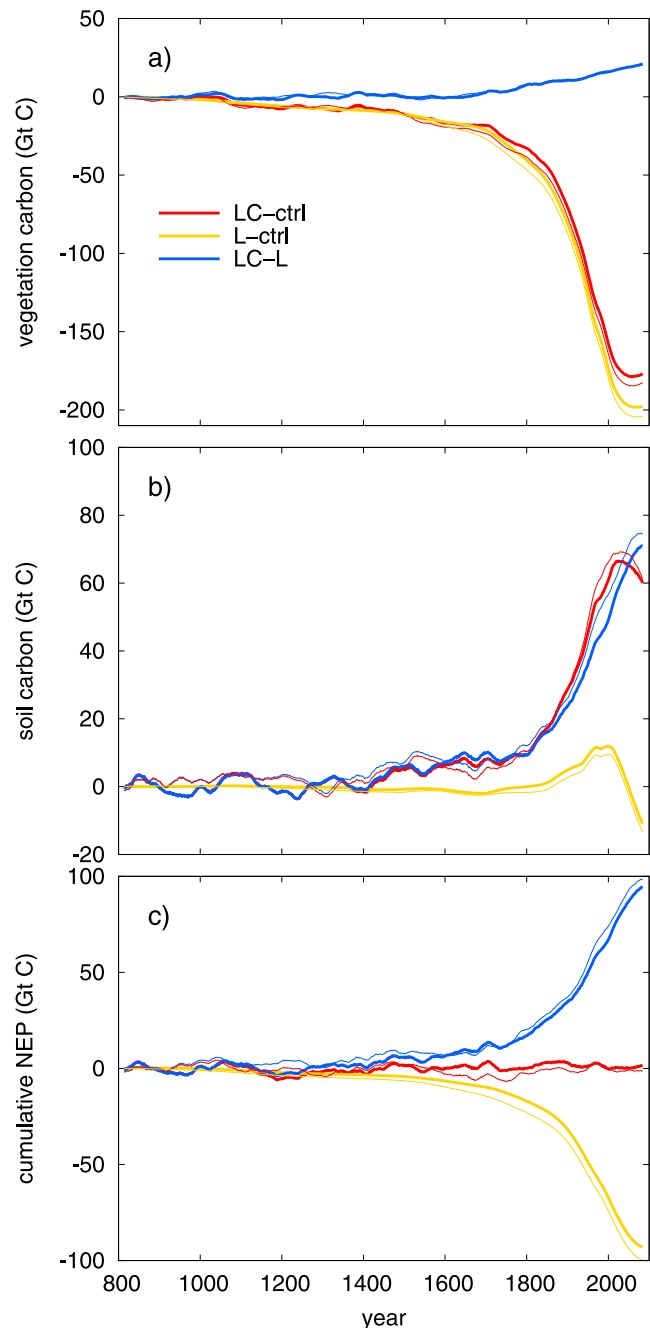 50
a)
0
-50
-100
-150
-200
vegetation carbon (Gt C)
LC-ctrl
L-ctrl
LC-L
100
b)
80
60
40
20
0
-20
soil carbon (Gt C)
100
c)
50
0
-50
-100
cumulative NEP (Gt C)
800 1000 1200 1400 1600 1800 2000
year